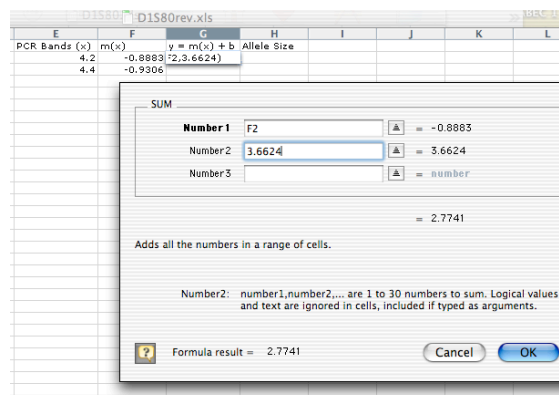 D1S80rev.xls
E F G H I J K L
PCR Bands (x) m(x) y = m(x) + b Allele Size
4.2 -0.8883 F2,3.6624)
4.4 -0.9306
SUM
Number1 F2 = -0.8883
Number2 3.6624 = 3.6624
Number3 = number
= 2.7741
Adds all the numbers in a range of cells.
Number2: number1,number2,... are 1 to 30 numbers to sum. Logical values
and text are ignored in cells, included if typed as arguments.
? Formula result = 2.7741 Cancel OK